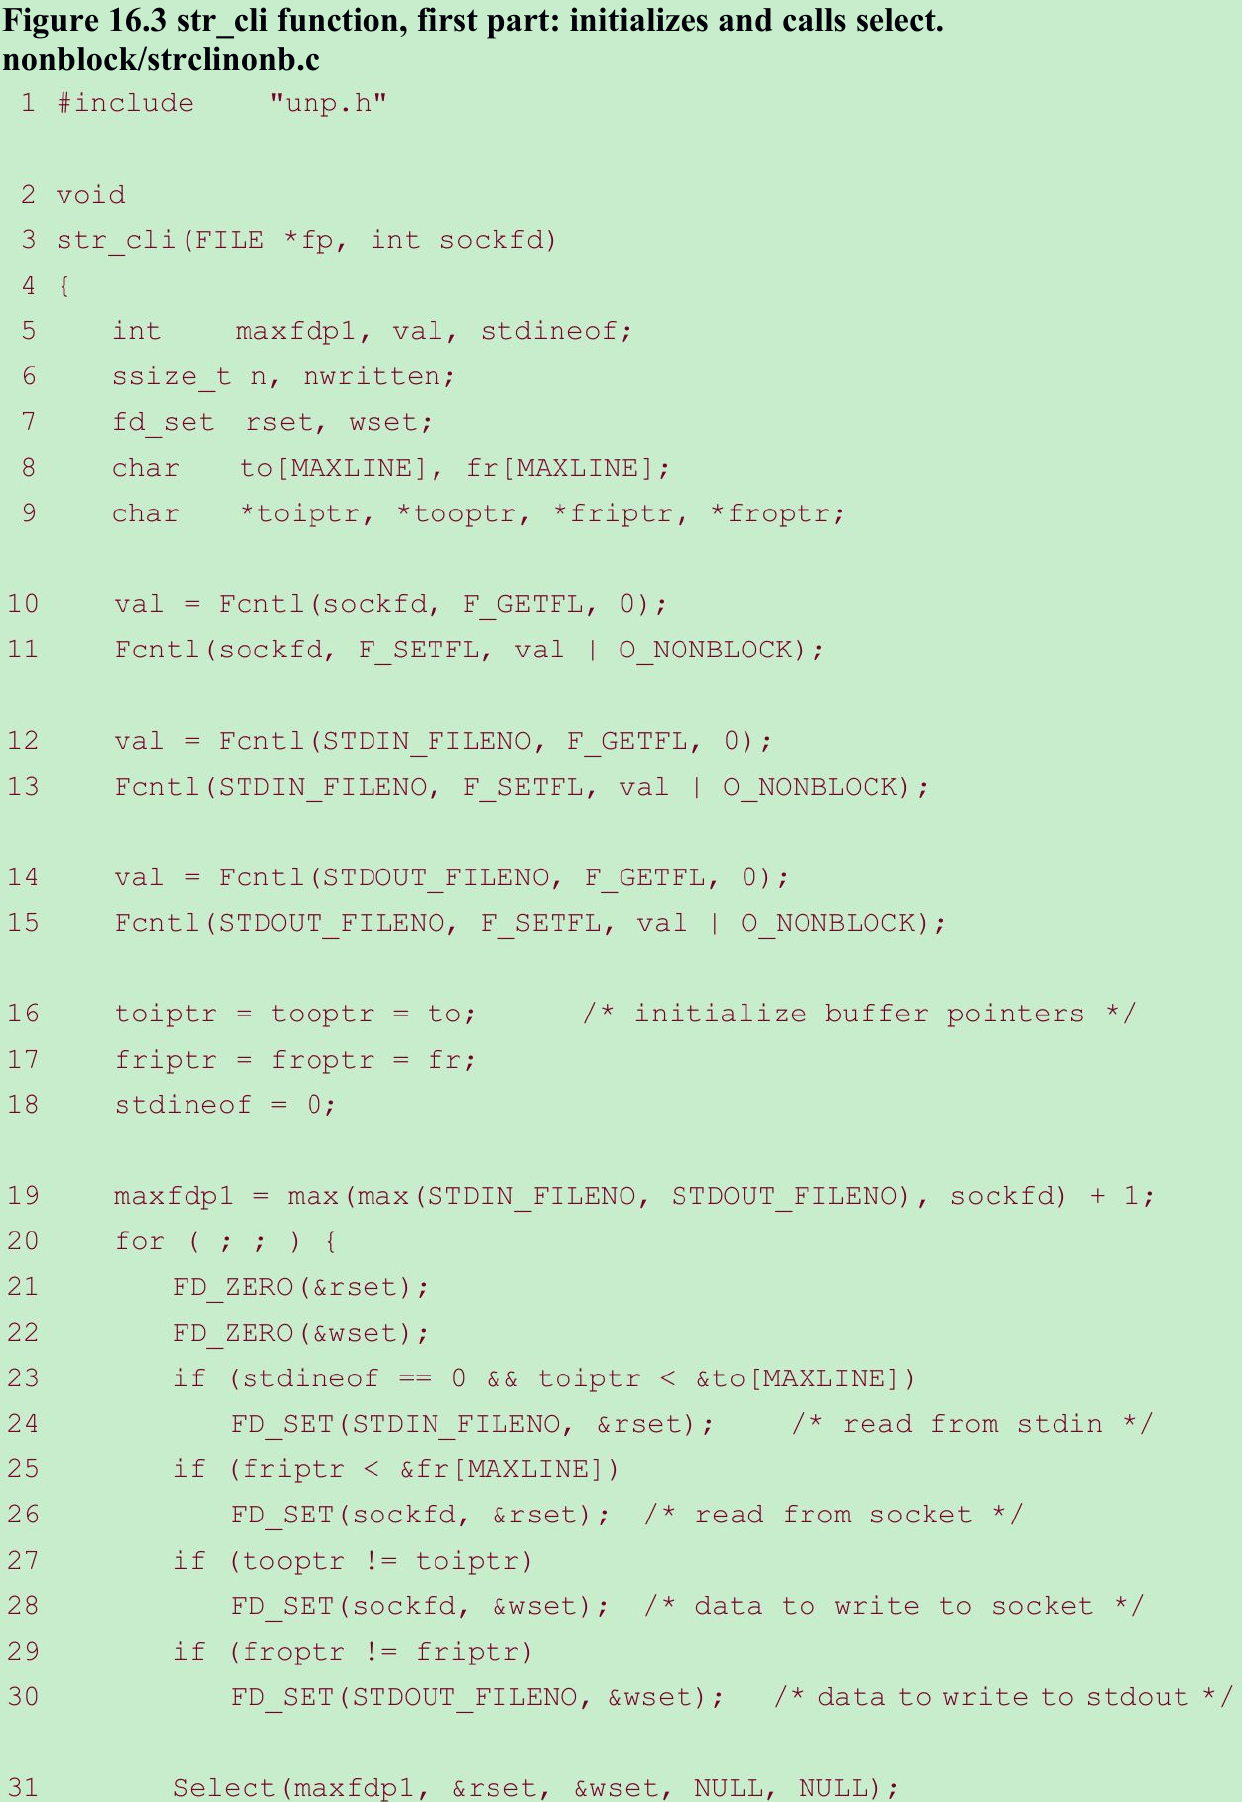 Figure 16.3 str_cli function, first part: initializes and calls select.
nonblock/strclinonb.c
1 #include "unp.h"
2 void
3 str_cli(FILE *fp, int sockfd)
4 {
5 int maxfdp1, val, stdineof;
6 ssize_t n, nwritten;
7 fd_set rset, wset;
8 char to[MAXLINE], fr[MAXLINE];
9 char *toiptr, *tooptr, *friptr, *froptr;
10 val = Fcntl(sockfd, F_GETFL, 0);
11 Fcntl(sockfd, F_SETFL, val | O_NONBLOCK);
12 val = Fcntl(STDIN_FILENO, F_GETFL, 0);
13 Fcntl(STDIN_FILENO, F_SETFL, val | O_NONBLOCK);
14 val = Fcntl(STDOUT_FILENO, F_GETFL, 0);
15 Fcntl(STDOUT_FILENO, F_SETFL, val | O_NONBLOCK);
16 toiptr = tooptr = to; /* initialize buffer pointers */
17 friptr = froptr = fr;
18 stdineof = 0;
19 maxfdp1 = max(max(STDIN_FILENO, STDOUT_FILENO), sockfd) + 1;
20 for ( ; ; ) {
21 FD_ZERO(&rset);
22 FD_ZERO(&wset);
23 if (stdineof == 0 && toiptr < &to[MAXLINE])
24 FD_SET(STDIN_FILENO, &rset); /* read from stdin */
25 if (friptr < &fr[MAXLINE])
26 FD_SET(sockfd, &rset); /* read from socket */
27 if (tooptr != toiptr)
28 FD_SET(sockfd, &wset); /* data to write to socket */
29 if (froptr != friptr)
30 FD_SET(STDOUT_FILENO, &wset); /* data to write to stdout */
31 Select(maxfdp1, &rset, &wset, NULL, NULL);